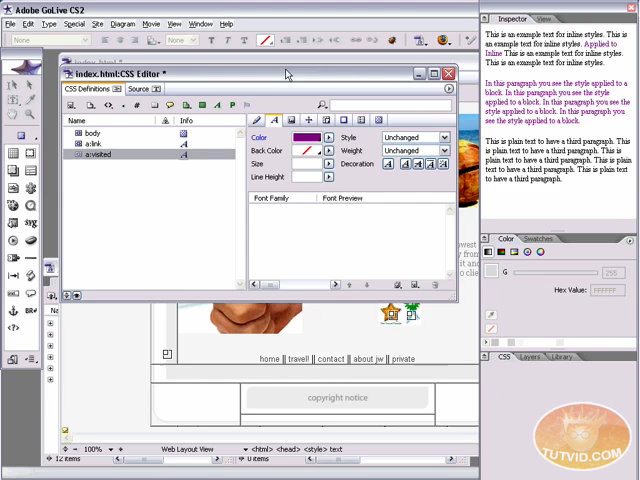 Adobe GoLive CS2
File Edit Type Site Diagram Movie View Window Help
None
None
index.html:CSS Editor *
CSS Definitions
Source
Name
Info
body
a:link
a:visited
Color
Style
Unchanged
Back Color
Weight
Unchanged
Size
Decoration
Line Height
Font Family
Font Preview
Inspector
View
This is an example text for inline styles. This is
an example text for inline styles. Applied to
Inline This is an example text for inline styles.
This is an example text for inline styles.
In this paragraph you see the style applied to a
block. In this paragraph you see the style
applied to a block. In this paragraph you see
the style applied to a block. In this paragraph
you see the style applied to a block.
This is plain text to have a third paragraph.
This is plain text to have a third paragraph.
This is plain text to have a third paragraph.
This is plain text to have a third paragraph.
Color
Swatches
G
255
Hex Value:
FFFFFF
CSS
Layers
Library
home || travel! || contact || about jw || private
copyright notice
100%
Web Layout View
<html> <head> <style> text
12 items
0 items
TUTVID.COM